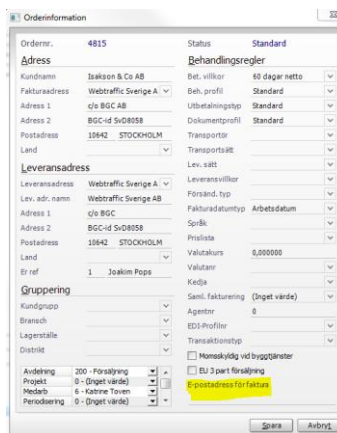 Orderinformation
Ordernr. 4815
Adress
Kundnamn Isakson & Co AB
Fakturaadress Webtraffic Sverige A
Adress 1 c/o BGC AB
Adress 2 BGC-id SvD8058
Postadress 10642 STOCKHOLM
Land
Leveransadress
Leveransadress Webtraffic Sverige A
Lev. adr. namn Webtraffic Sverige AB
Adress 1 c/o BGC
Adress 2 BGC-id SvD8058
Postadress 10642 STOCKHOLM
Land
Er ref 1 Joakim Pops
Gruppering
Kundgrupp
Bransch
Lagerställe
Distrikt
Avdelning 200 - Försäljning
Projekt 0 - (Inget värde)
Medarb 6 - Katrine Toven
Periodisering 0 - (Inget värde)
Status Standard
Behandlingsregler
Bet. villkor 60 dagar netto
Beh. profil Standard
Utbetalningstyp Standard
Dokumentprofil Standard
Transportör
Transportsätt
Lev. sätt
Leveransvillkor
Försänd. typ
Fakturadatumtyp Arbetsdatum
Språk
Prislista
Valutakurs 0,000000
Valutanr
Kedja
Saml. fakturering (Inget värde)
Agentnr 0
EDI-Profilnr
Transaktionstyp
Momsskyldig vid byggtjänster
EU 3 part försäljning
E-postadress för faktura
Spara Avbryt